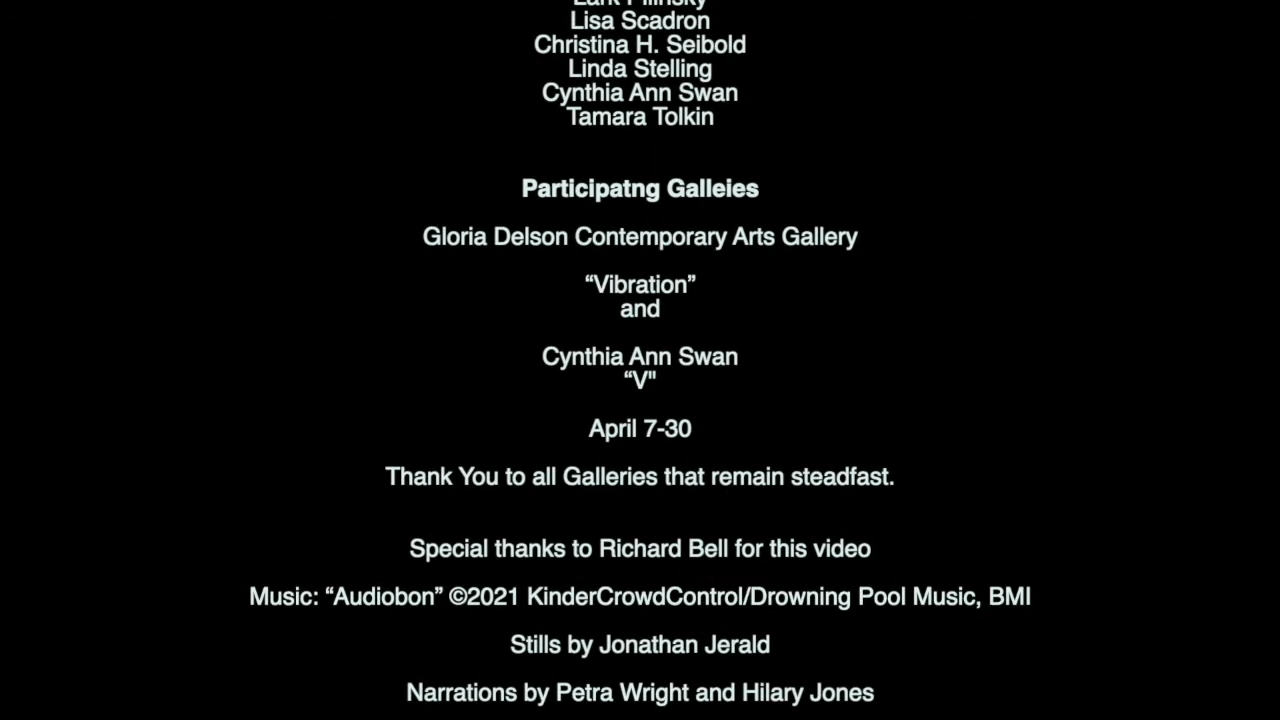 Lisa Scadron
Christina H. Seibold
Linda Stelling
Cynthia Ann Swan
Tamara Tolkin
Participatng Galleies
Gloria Delson Contemporary Arts Gallery
“Vibration”
and
Cynthia Ann Swan
“V"
April 7-30
Thank You to all Galleries that remain steadfast.
Special thanks to Richard Bell for this video
Music: “Audiobon” ©2021 KinderCrowdControl/Drowning Pool Music, BMI
Stills by Jonathan Jerald
Narrations by Petra Wright and Hilary Jones